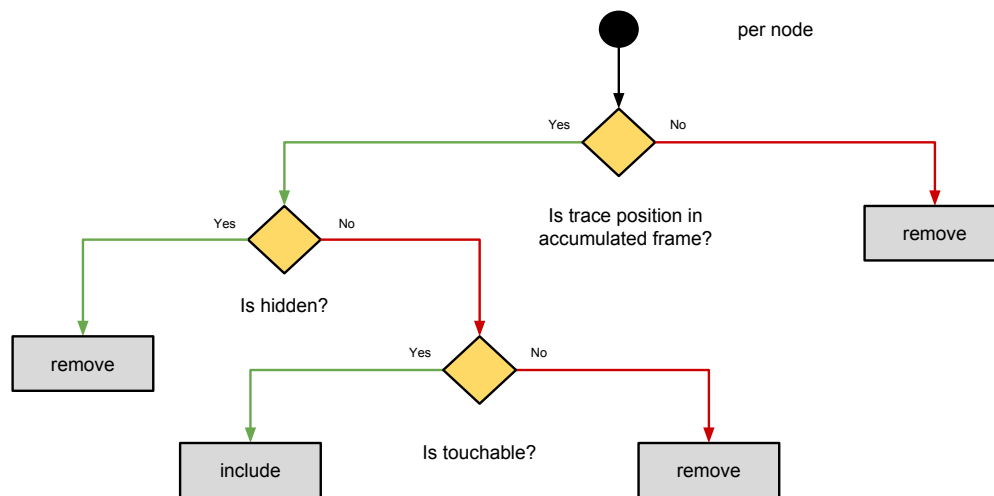 per node
Yes
No
Is trace position in
accumulated frame?
remove
Yes
No
Is hidden?
remove
Yes
No
Is touchable?
include
remove